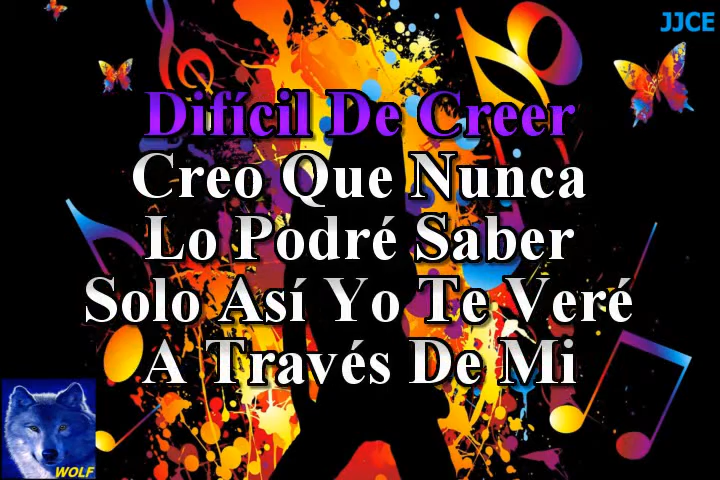 JJCE
Difícil De Creer
Creo Que Nunca
Lo Podré Saber
Solo Así Yo Te Veré
A Través De Mi
WOLF